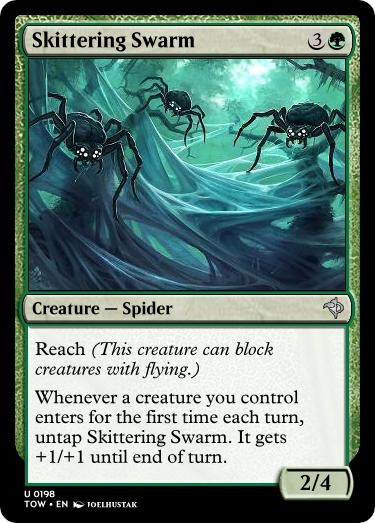 Skittering Swarm 3
Creature — Spider
Reach (This creature can block
creatures with flying.)
Whenever a creature you control
enters for the first time each turn,
untap Skittering Swarm. It gets
+1/+1 until end of turn.
2/4
U 0198
TOW • EN JOELHUSTAK